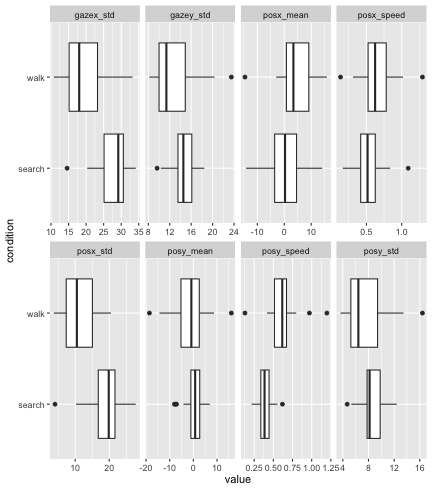 gazex_std gazey_std posx_mean posx_speed
walk
search
10 15 20 25 30 35 8 12 16 20 24 -10 0 10 0.5 1.0
condition
posx_std posy_mean posy_speed posy_std
walk
search
10 20 -20 -10 0 10 0.25 0.50 0.75 1.00 1.25 4 8 12 16
value